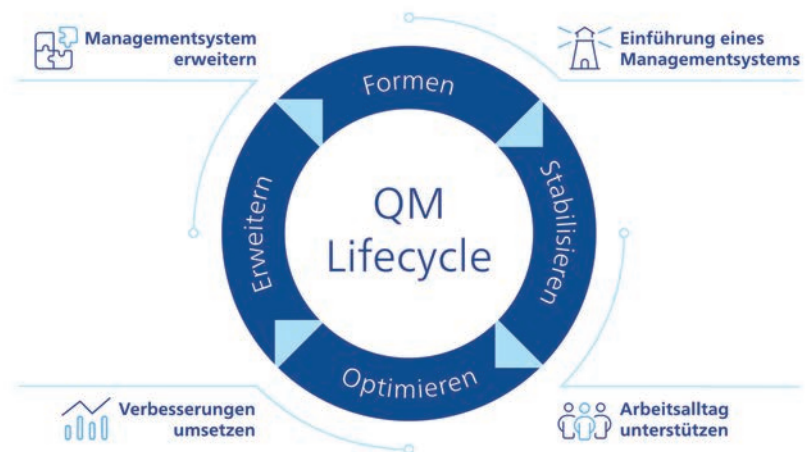 Managementsystem
erweitern
Einführung eines
Managementsystems
Formen
Stabilisieren
Optimieren
Erweitern
QM
Lifecycle
Verbesserungen
umsetzen
Arbeitsalltag
unterstützen